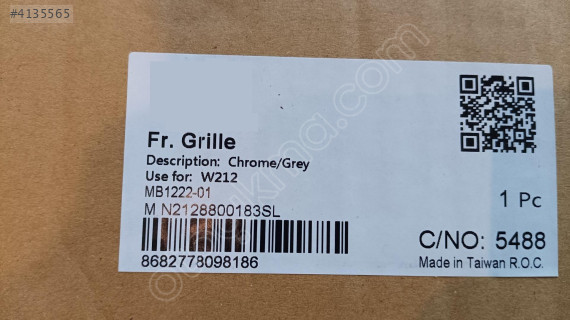 #4135565
Fr. Grille
Description: Chrome/Grey
Use for: W212
MB1222-01
M N2128800183SL
8682778098186
1 Pc
C/NO: 5488
Made in Taiwan R.O.C.